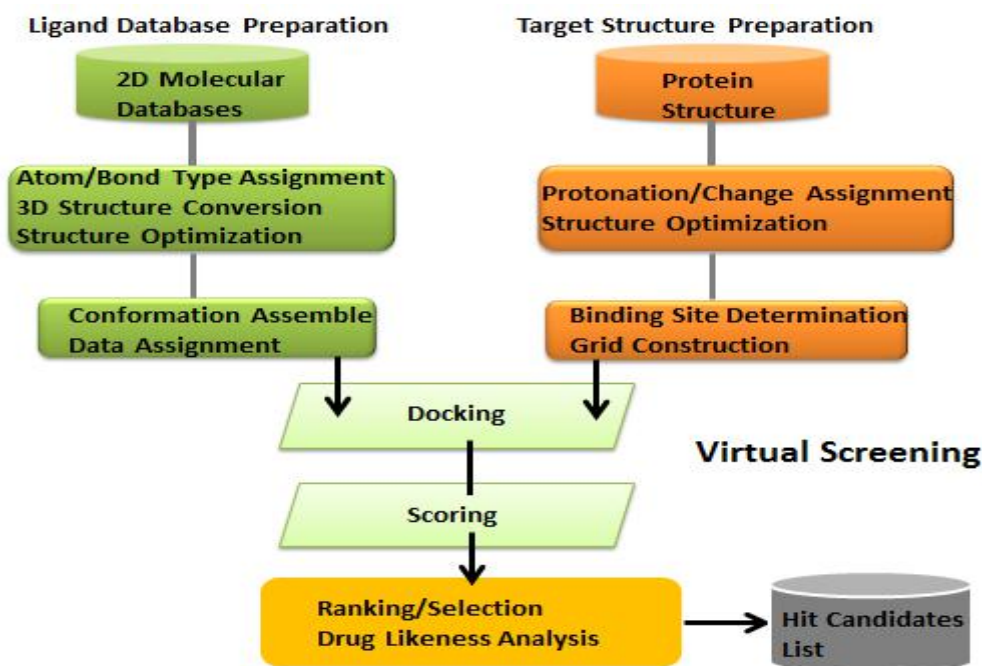 Ligand Database Preparation
2D Molecular
Databases
Atom/Bond Type Assignment
3D Structure Conversion
Structure Optimization
Conformation Assemble
Data Assignment
Target Structure Preparation
Protein
Structure
Protonation/Change Assignment
Structure Optimization
Binding Site Determination
Grid Construction
Docking
Virtual Screening
Scoring
Ranking/Selection
Drug Likeness Analysis
Hit Candidates
List